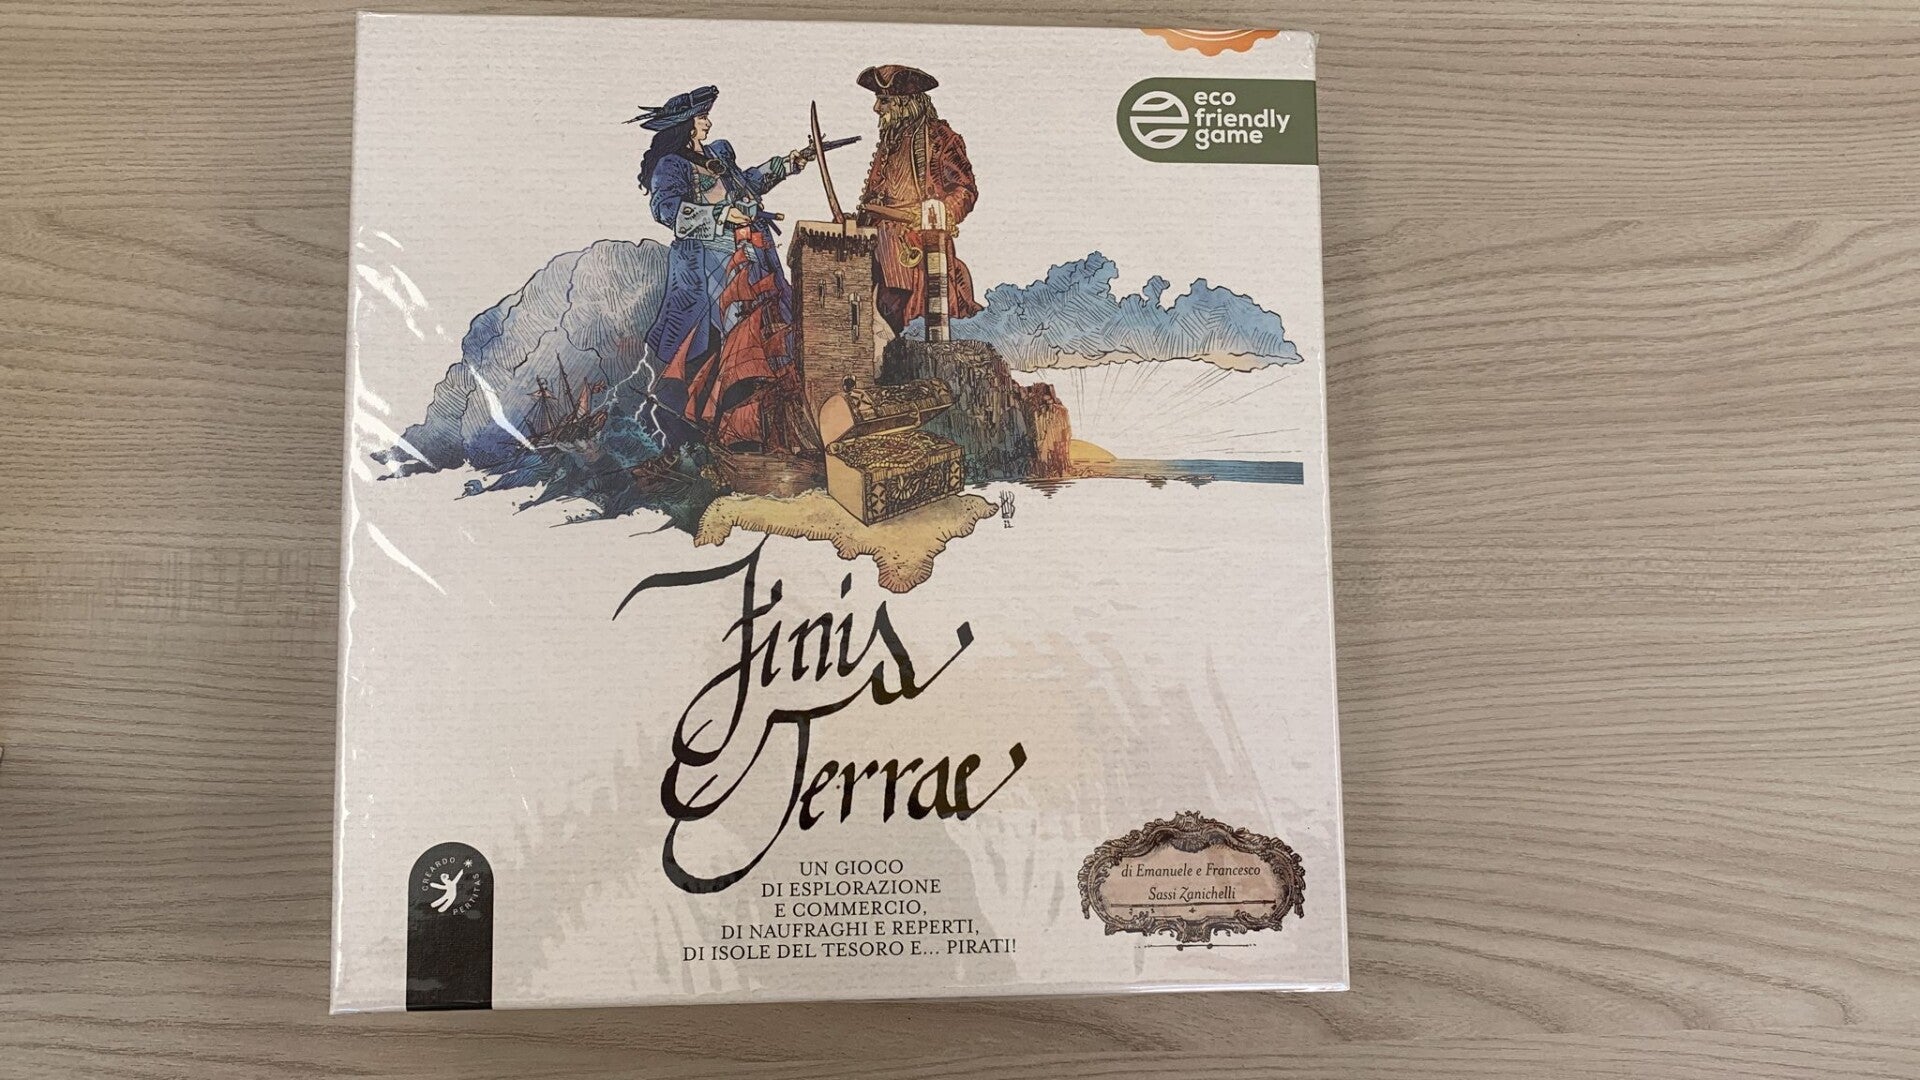 eco
friendly
game
Finis
Terrae
UN GIOCO
DI ESPLORAZIONE
E COMMERCIO,
DI NAUFRAGHI E REPERTI,
DI ISOLE DEL TESORO E... PIRATI!
CREARDO
PERTITAS
di Emanuele e Francesco
Sassi Zanichelli